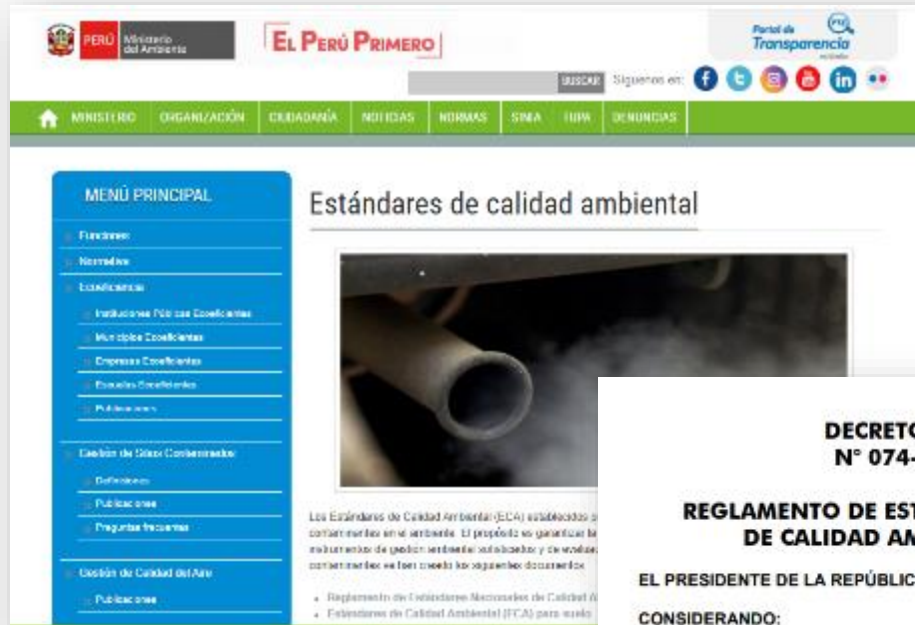 PERÚ Ministerio del Ambiente
EL PERÚ PRIMERO
Portal de Transparencia
BUSCAR Síguenos en:
MINISTERIO ORGANIZACIÓN CIUDADANÍA NOTICIAS NORMAS SINIA TUPA DENUNCIAS
MENÚ PRINCIPAL
Funciones
Normativa
Ecoeficiencia
Instituciones Públicas Ecoeficientes
Municipios Ecoeficientes
Empresas Ecoeficientes
Escuelas Ecoeficientes
Publicaciones
Gestión de Sitios Contaminados
Definiciones
Publicaciones
Preguntas frecuentes
Gestión de Calidad del Aire
Publicaciones
Estándares de calidad ambiental
Los Estándares de Calidad Ambiental (ECA) establecidos
contaminantes en el ambiente. El propósito es garantizar la
instrumentos de gestión ambiental sofisticados y de
contaminantes se han creado los siguientes documentos
Reglamento de Estándares Nacionales de Calidad
Estándares de Calidad Ambiental (ECA) para suelo
DECRETO
N° 074-
REGLAMENTO DE EST
DE CALIDAD AM
EL PRESIDENTE DE LA REPÚBLIC
CONSIDERANDO: